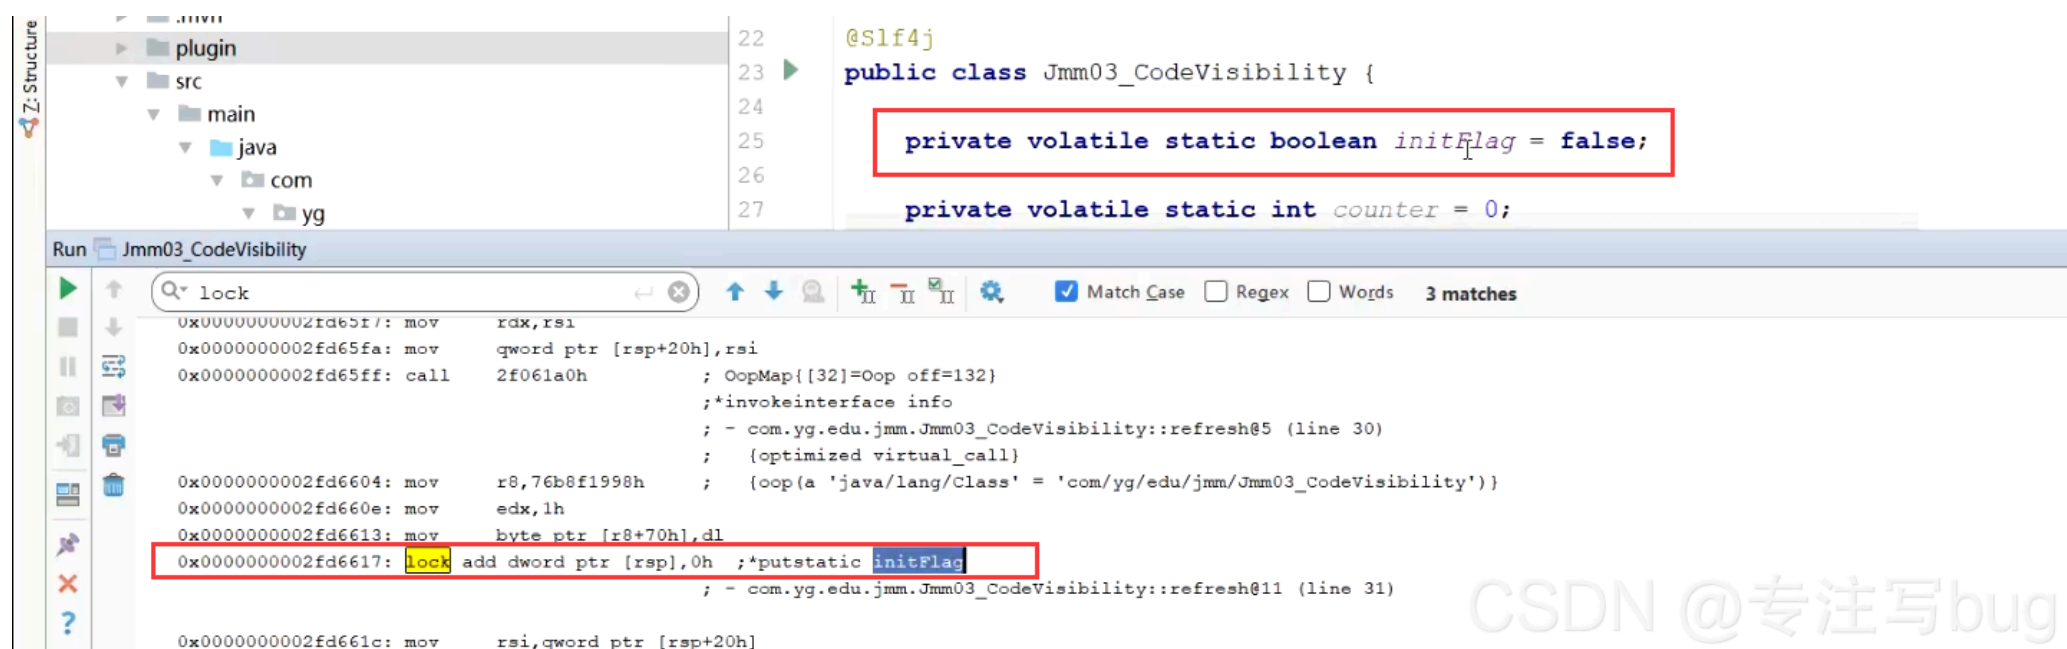 .mvn
Z: Structure
plugin
src
main
java
com
yg
22 @Slf4j
23 public class Jmm03_CodeVisibility {
24
25 private volatile static boolean initFlag = false;
26
27 private volatile static int counter = 0;
Run Jmm03_CodeVisibility
lock Match Case Regex Words 3 matches
0x0000000002fd65f7: mov rdx,rsi
0x0000000002fd65fa: mov qword ptr [rsp+20h],rsi
0x0000000002fd65ff: call 2f061a0h ; OopMap{[32]=Oop off=132}
;*invokeinterface info
; - com.yg.edu.jmm.Jmm03_CodeVisibility::refresh@5 (line 30)
; {optimized virtual_call}
0x0000000002fd6604: mov r8,76b8f1998h ; {oop(a 'java/lang/Class' = 'com/yg/edu/jmm/Jmm03_CodeVisibility')}
0x0000000002fd660e: mov edx,1h
0x0000000002fd6613: mov byte ptr [r8+70h],dl
0x0000000002fd6617: lock add dword ptr [rsp],0h ;*putstatic initFlag
; - com.yg.edu.jmm.Jmm03_CodeVisibility::refresh@11 (line 31)
0x0000000002fd661c: mov rsi,qword ptr [rsp+20h]
CSDN @专注写bug